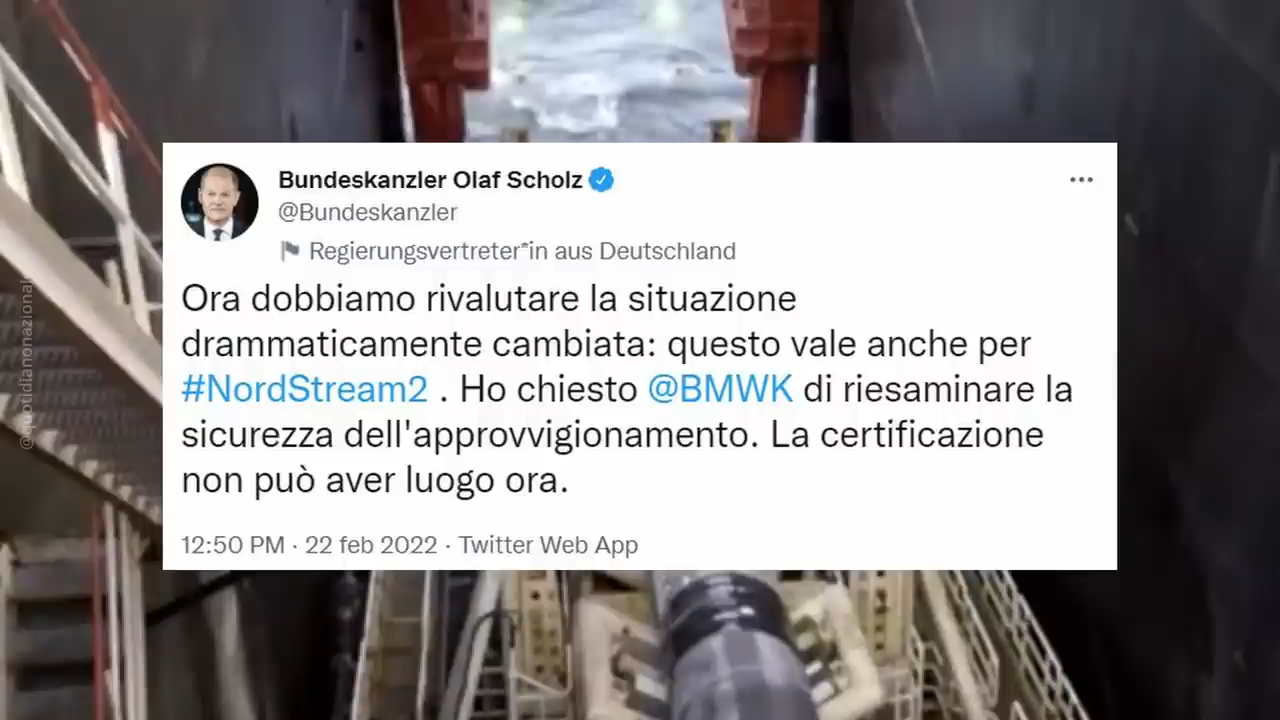 Bundeskanzler Olaf Scholz
@Bundeskanzler
Regierungsvertreter*in aus Deutschland
Ora dobbiamo rivalutare la situazione
drammaticamente cambiata: questo vale anche per
#NordStream2 . Ho chiesto @BMWK di riesaminare la
sicurezza dell'approvvigionamento. La certificazione
non può aver luogo ora.
12:50 PM · 22 feb 2022 · Twitter Web App
@quotidianonazional